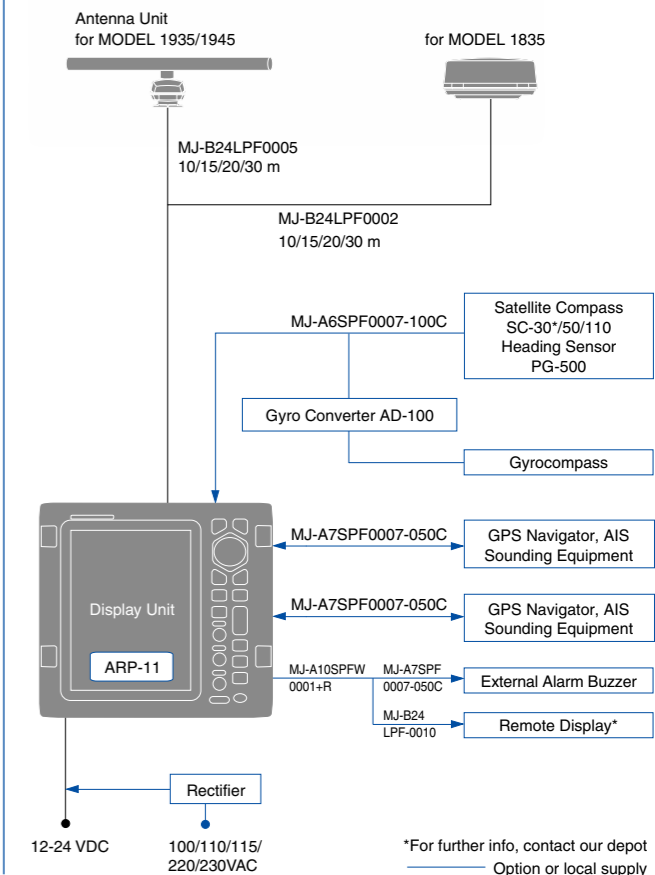 Antenna Unit
for MODEL 1935/1945
for MODEL 1835
MJ-B24LPF0005
10/15/20/30 m
MJ-B24LPF0002
10/15/20/30 m
MJ-A6SPF0007-100C
Satellite Compass
SC-30*/50/110
Heading Sensor
PG-500
Gyro Converter AD-100
Gyrocompass
MJ-A7SPF0007-050C
GPS Navigator, AIS
Sounding Equipment
Display Unit
MJ-A7SPF0007-050C
GPS Navigator, AIS
Sounding Equipment
ARP-11
MJ-A10SPFW
0001+R
MJ-A7SPF
0007-050C
External Alarm Buzzer
MJ-B24
LPF-0010
Remote Display*
Rectifier
12-24 VDC
100/110/115/
220/230VAC
*For further info, contact our depot
Option or local supply